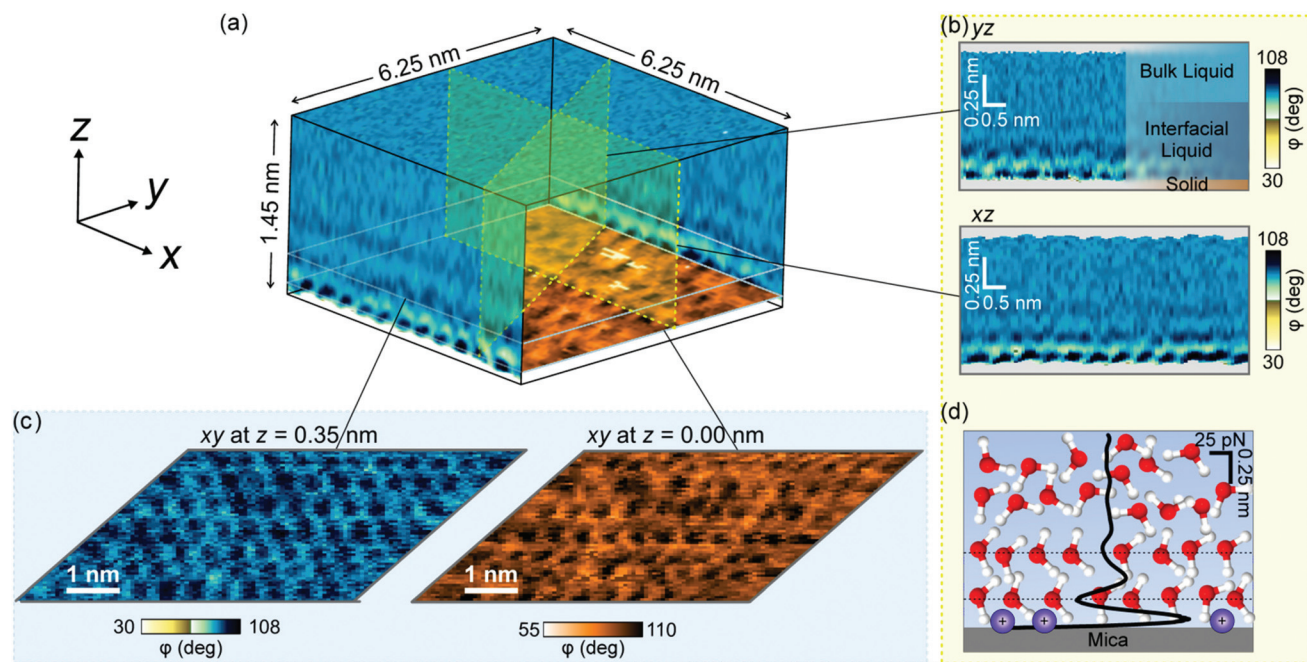 (a)
6.25 nm
6.25 nm
1.45 nm
z
y
x
(b)
yz
0.25 nm
0.5 nm
Bulk Liquid
Interfacial
Liquid
Solid
108
φ (deg)
30
xz
0.25 nm
0.5 nm
108
φ (deg)
30
(c)
xy at z = 0.35 nm
1 nm
30
108
φ (deg)
xy at z = 0.00 nm
1 nm
55
110
φ (deg)
(d)
25 pN
0.25 nm
+
+
+
Mica